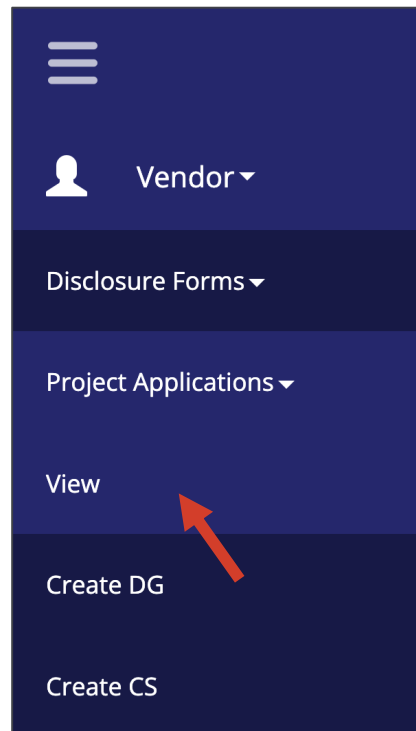 Vendor
Disclosure Forms
Project Applications
View
Create DG
Create CS